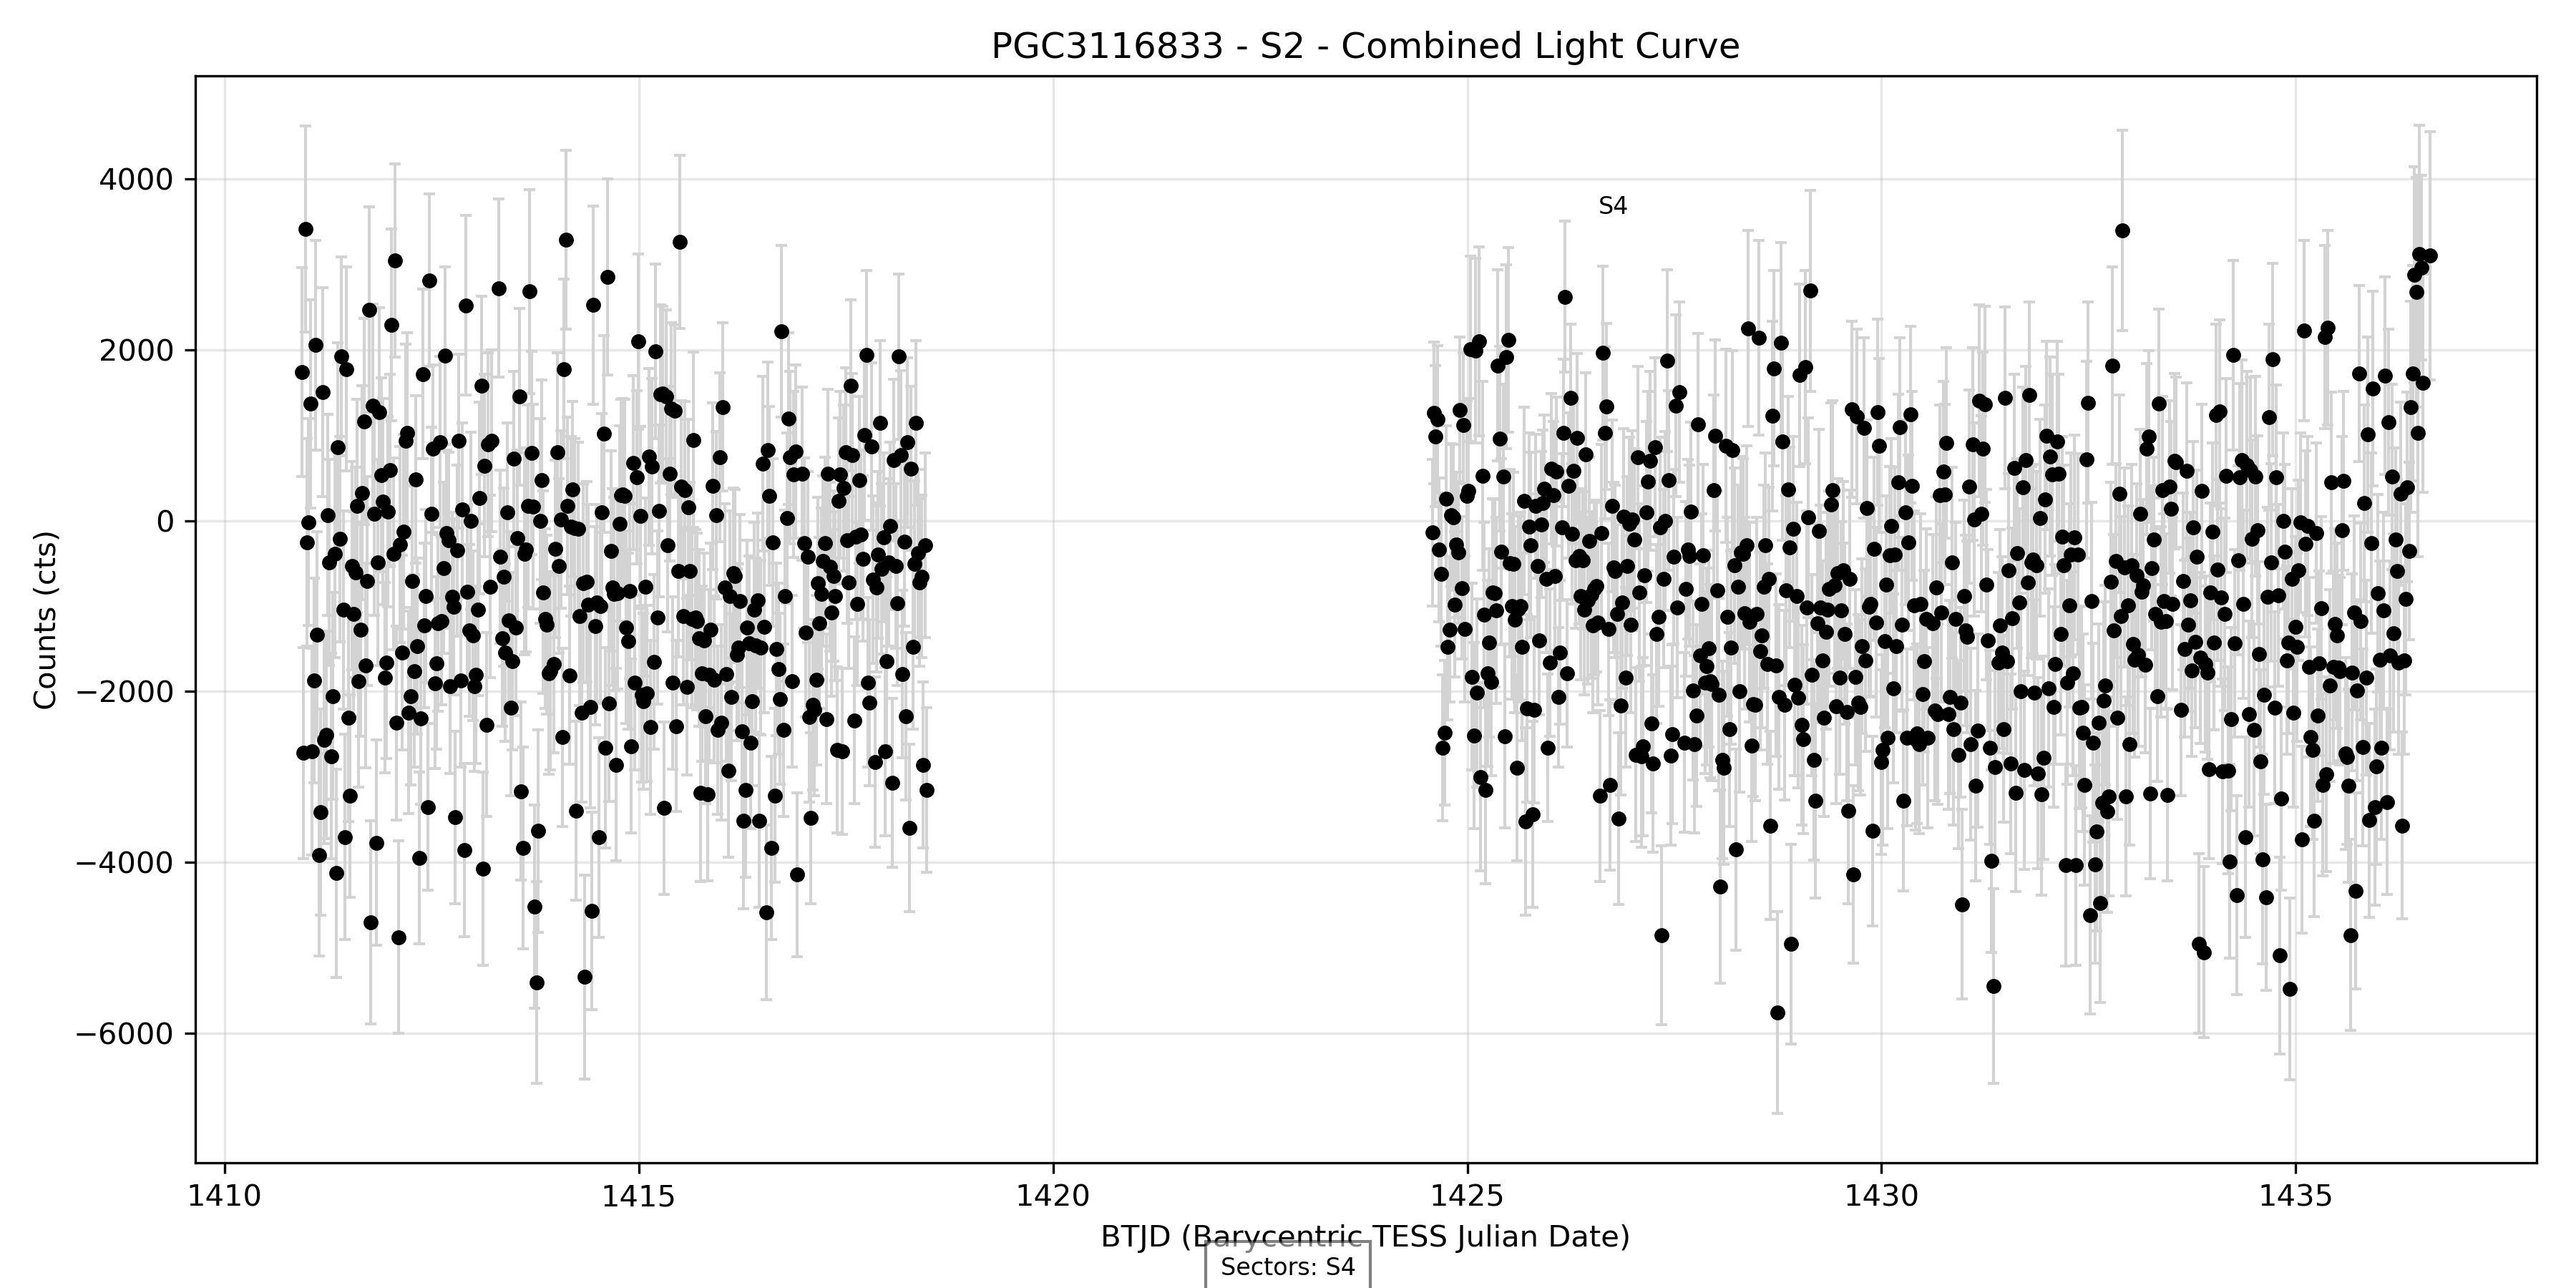 PGC3116833 - S2 - Combined Light Curve
4000
2000
0
−2000
−4000
−6000
Counts (cts)
S4
1410
1415
1420
1425
1430
1435
BTJD (Barycentric TESS Julian Date)
Sectors: S4